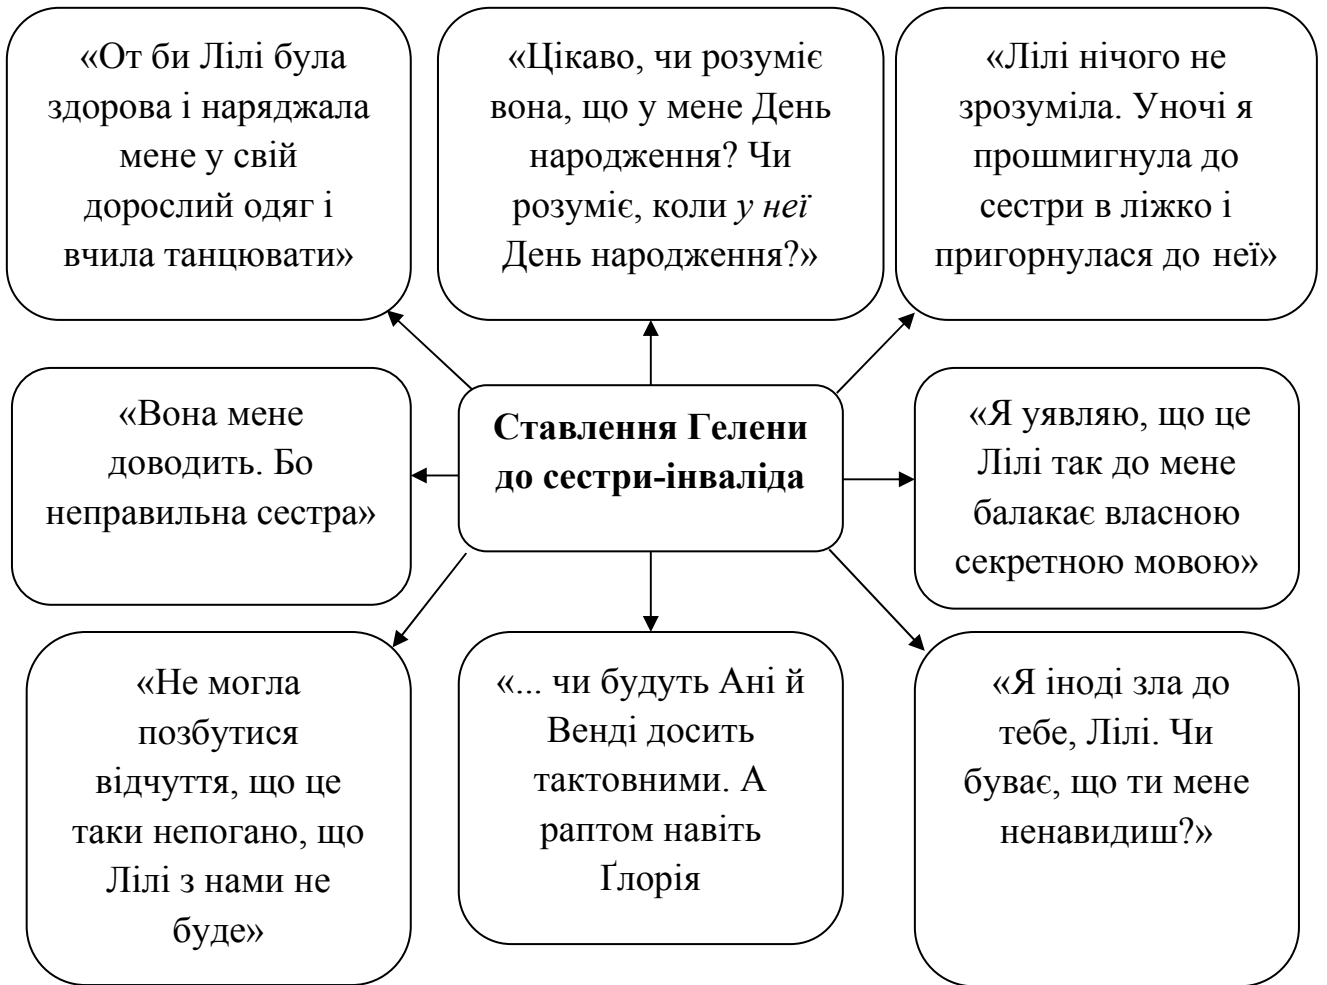 «От би Лілі була
здорова і наряджала
мене у свій
дорослий одяг і
вчила танцювати»
«Цікаво, чи розуміє
вона, що у мене День
народження? Чи
розуміє, коли у неї
День народження?»
«Лілі нічого не
зрозуміла. Уночі я
прошмигнула до
сестри в ліжко і
пригорнулася до неї»
«Вона мене
доводить. Бо
неправильна сестра»
Ставлення Гелени
до сестри-інваліда
«Я уявляю, що це
Лілі так до мене
балакає власною
секретною мовою»
«Не могла
позбутися
відчуття, що це
таки непогано, що
Лілі з нами не
буде»
«... чи будуть Ані й
Венді досить
тактовними. А
раптом навіть
Ґлорія
«Я іноді зла до
тебе, Лілі. Чи
буває, що ти мене
ненавидиш?»